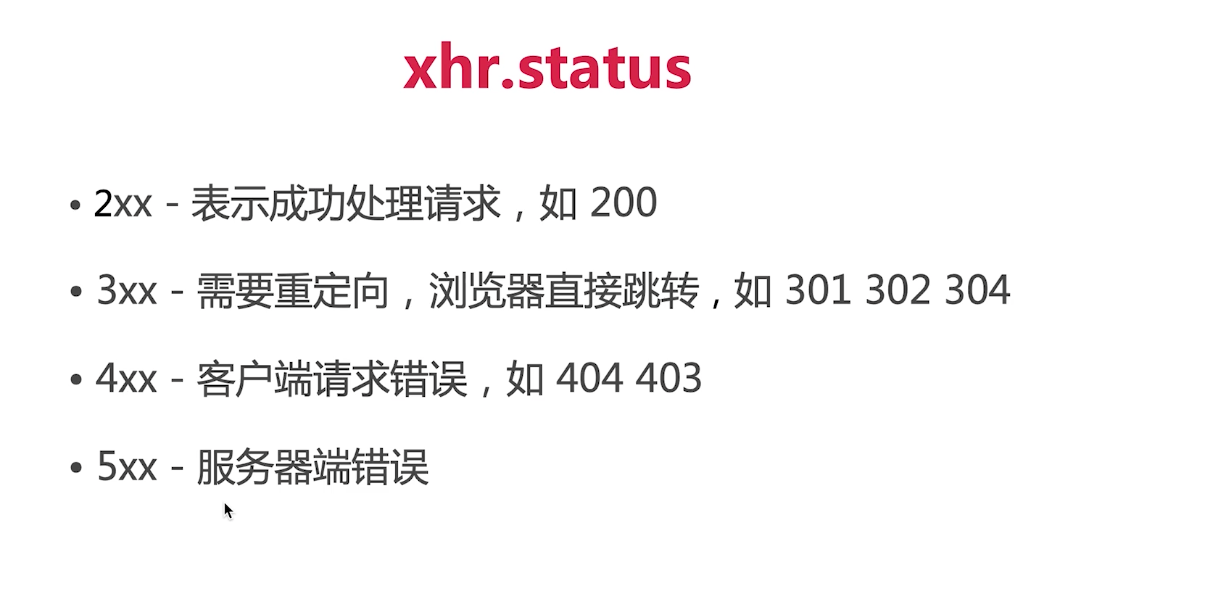 xhr.status
• 2xx - 表示成功处理请求，如 200
• 3xx - 需要重定向，浏览器直接跳转，如 301 302 304
• 4xx - 客户端请求错误，如 404 403
• 5xx - 服务器端错误